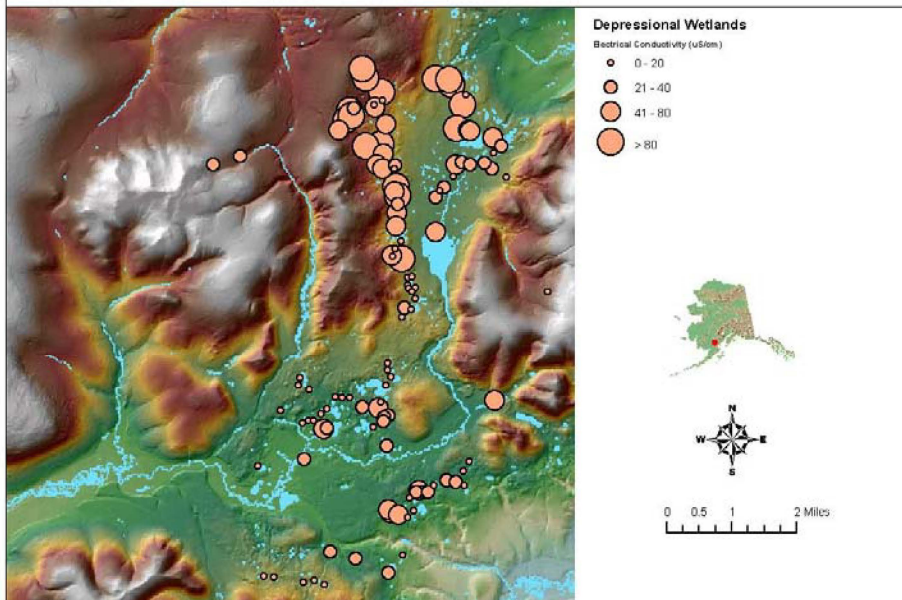 Depressional Wetlands
Electrical Conductivity (uS/cm)
0 - 20
21 - 40
41 - 80
> 80
N
W E
S
0 0.5 1 2 Miles